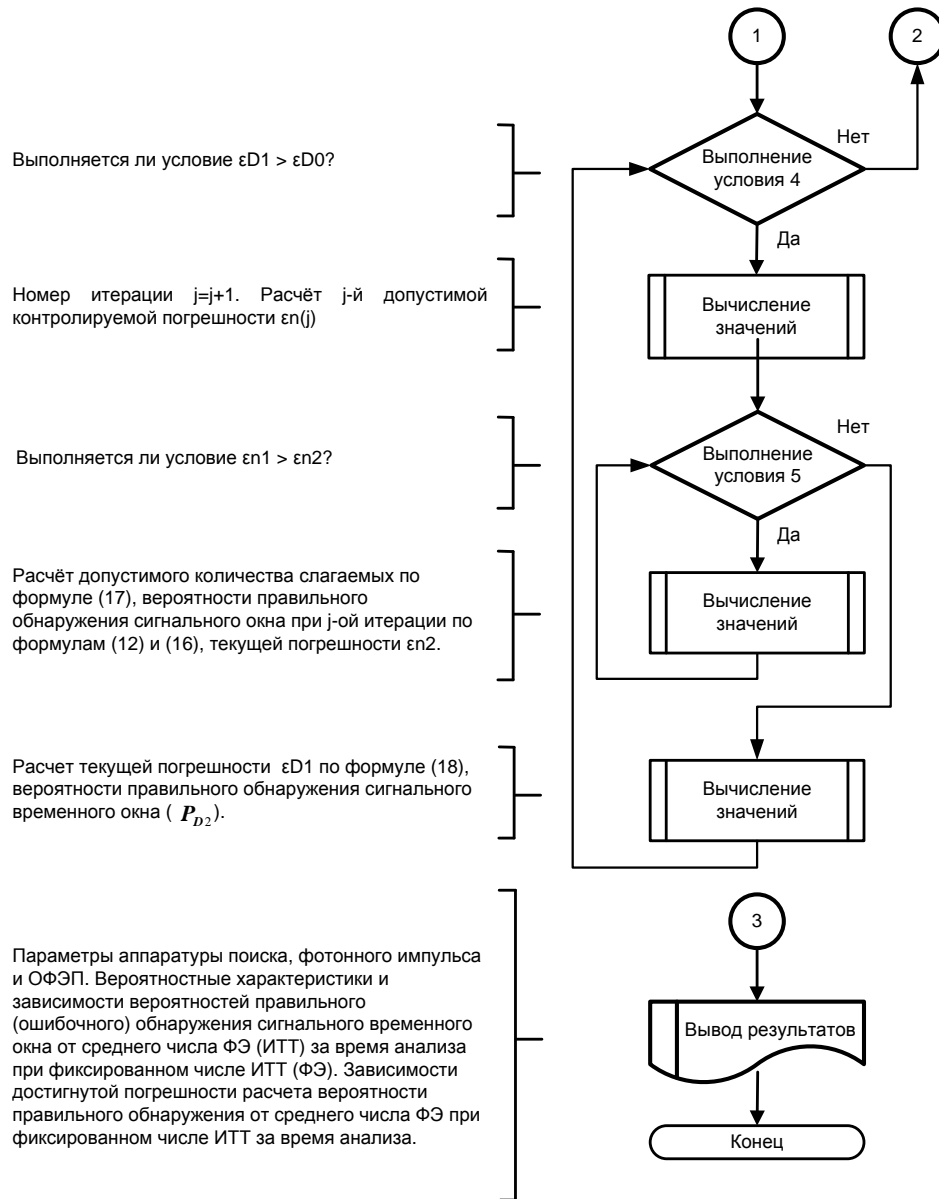 1
2
Выполняется ли условие εD1 > εD0?
Выполнение
условия 4
Нет
Да
Номер итерации j=j+1. Расчёт j-й допустимой
контролируемой погрешности εn(j)
Вычисление
значений
Выполняется ли условие εn1 > εn2?
Выполнение
условия 5
Нет
Да
Расчёт допустимого количества слагаемых по
формуле (17), вероятности правильного
обнаружения сигнального окна при j-ой итерации по
формулам (12) и (16), текущей погрешности εn2.
Вычисление
значений
Расчет текущей погрешности εD1 по формуле (18),
вероятности правильного обнаружения сигнального
временного окна ( P_{D2}).
Вычисление
значений
3
Параметры аппаратуры поиска, фотонного импульса
и ОФЭП. Вероятностные характеристики и
зависимости вероятностей правильного
(ошибочного) обнаружения сигнального временного
окна от среднего числа ФЭ (ИТТ) за время анализа
при фиксированном числе ИТТ (ФЭ). Зависимости
достигнутой погрешности расчета вероятности
правильного обнаружения от среднего числа ФЭ при
фиксированном числе ИТТ за время анализа.
Вывод результатов
Конец